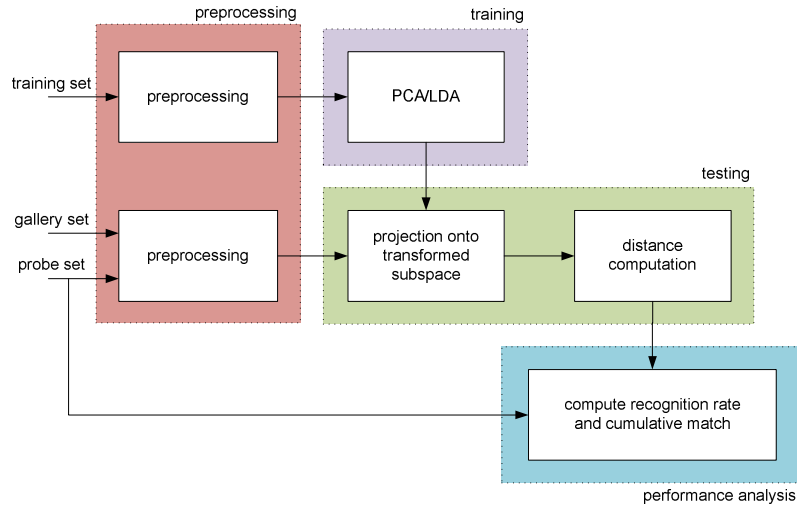 preprocessing
training
training set
preprocessing
PCA/LDA
testing
gallery set
probe set
preprocessing
projection onto
transformed
subspace
distance
computation
compute recognition rate
and cumulative match
performance analysis